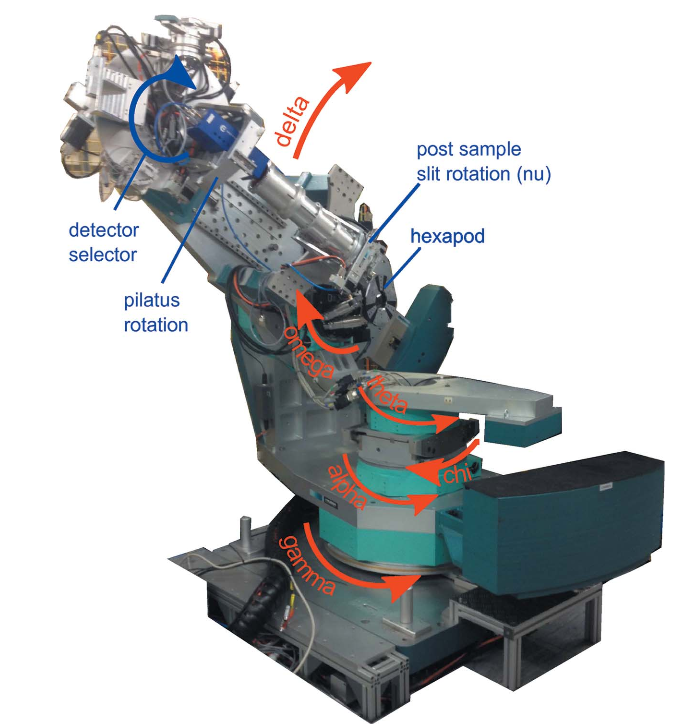 delta
post sample
slit rotation (nu)
hexapod
detector
selector
pilatus
rotation
omega
theta
chi
alpha
gamma